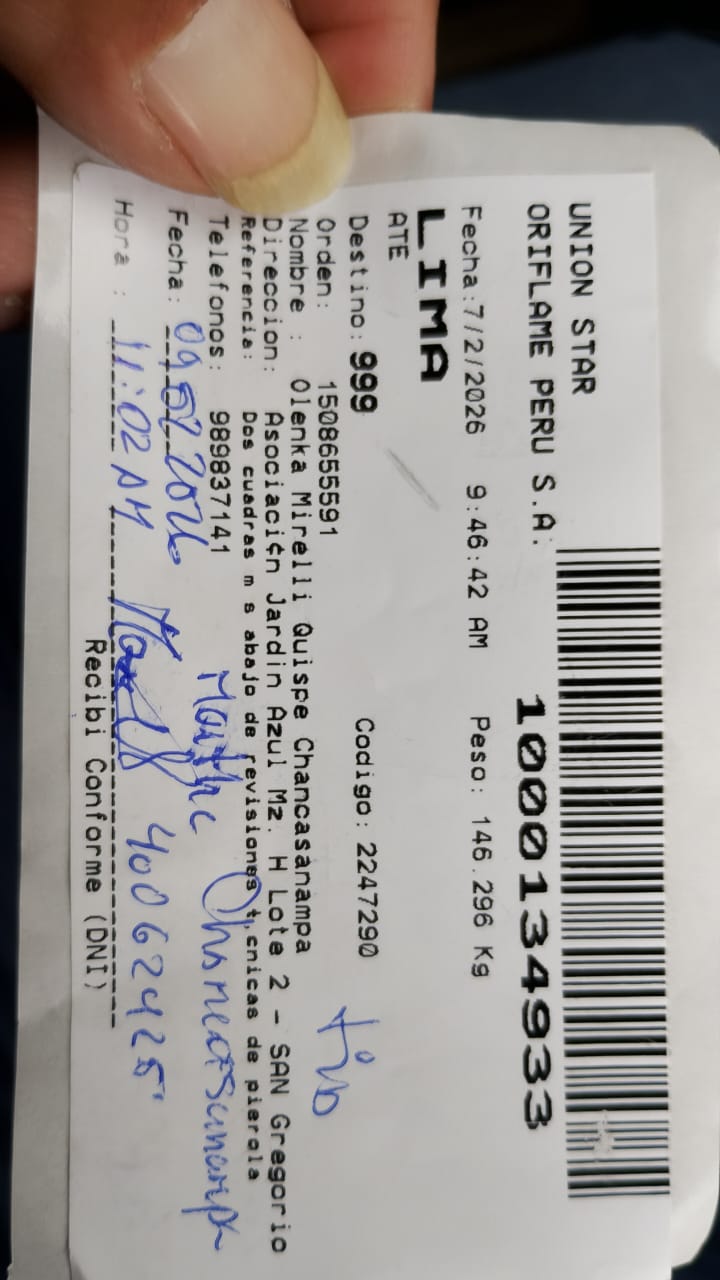 UNION STAR
ORIFLAME PERU S.A: 1000134933
Fecha:7/2/2026 9:46:42 AM Peso: 146.296 Kg
LIMA
ATE
Destino: 999 Codigo: 2247290
Orden: 1508655591 tio
Nombre : Olenka Mirelli Quispe Chancasanampa
Direccion: Asociaci¢n Jardin Azul Mz. H Lote 2 - SAN Gregorio
Referencia: Dos cuadras m s abajo de revisiones t‚cnicas de pierola
Telefonos: 989837141
Fecha: 09 02 2026
Hora : 11:02 AM 40062425
Recibi Conforme (DNI)